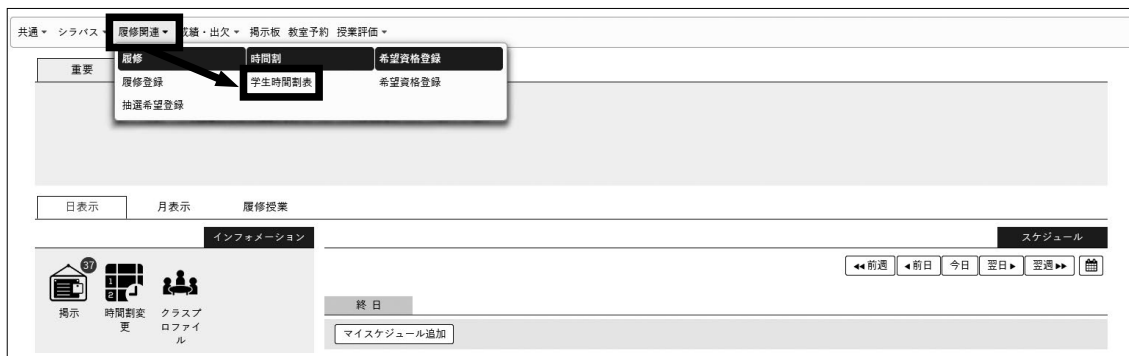 共通▼ シラバス▼ 履修関連▼ 成績・出欠▼ 掲示板 教室予約 授業評価▼
履修 時間割 希望資格登録
重要
履修登録 学生時間割表 希望資格登録
抽選希望登録
日表示 月表示 履修授業
インフォメーション スケジュール
◀◀前週 ◀前日 今日 翌日▶ 翌週▶▶
37
1
2
掲示 時間割変
更 クラスプ
ロファイ
ル
終日
マイスケジュール追加